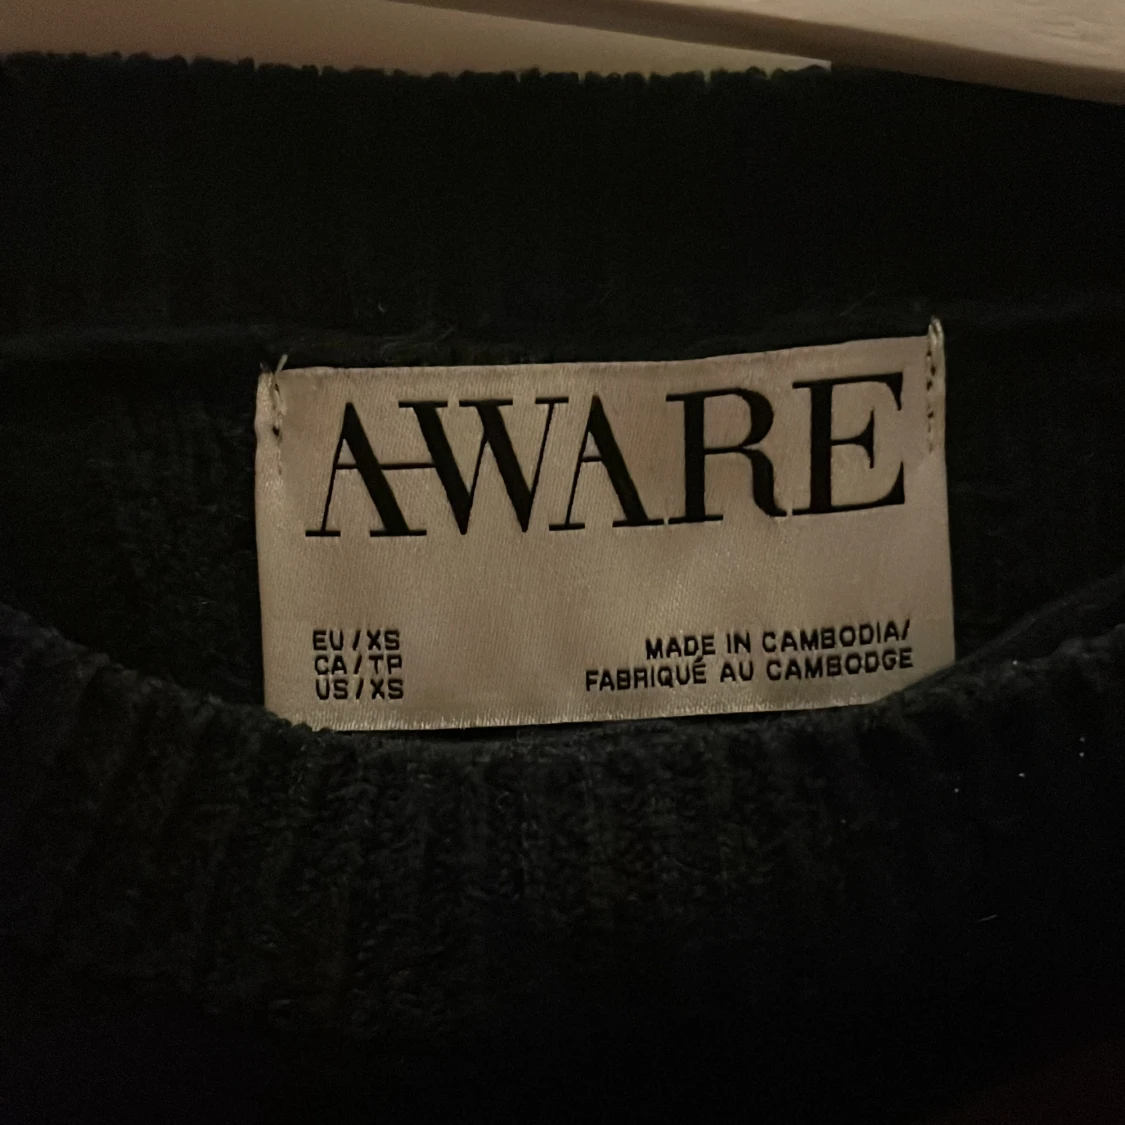 AWARE
EU/XS
CA/TP
US/XS
MADE IN CAMBODIA/
FABRIQUÉ AU CAMBODGE